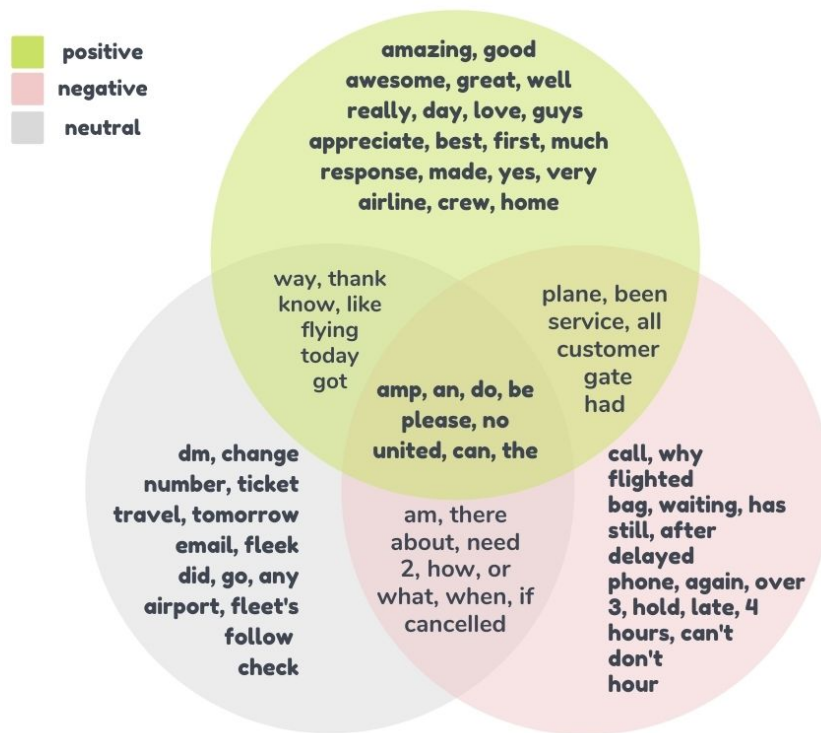 positive
negative
neutral
amazing, good
awesome, great, well
really, day, love, guys
appreciate, best, first, much
response, made, yes, very
airline, crew, home
way, thank
know, like
flying
today
got
plane, been
service, all
customer
gate
had
amp, an, do, be
please, no
united, can, the
dm, change
number, ticket
travel, tomorrow
email, fleek
did, go, any
airport, fleet's
follow
check
am, there
about, need
2, how, or
what, when, if
cancelled
call, why
flighted
bag, waiting, has
still, after
delayed
phone, again, over
3, hold, late, 4
hours, can't
don't
hour